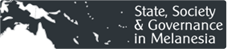 State, Society
& Governance
in Melanesia